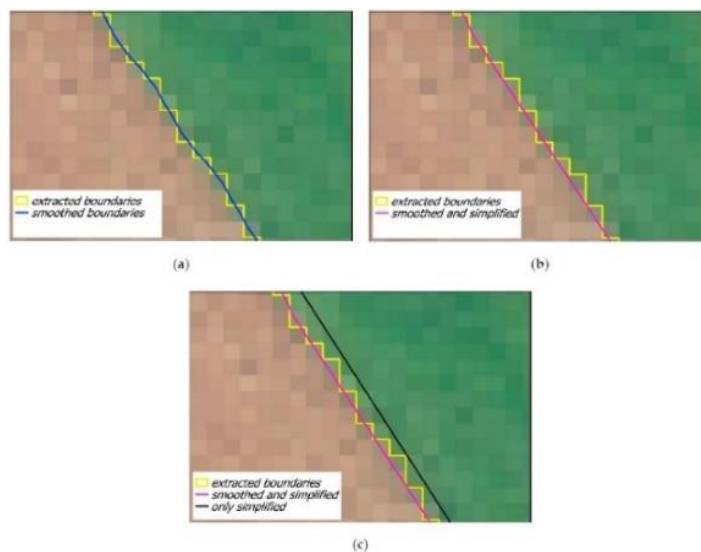 extracted boundaries
smoothed boundaries
(a)
extracted boundaries
smoothed and simplified
(b)
extracted boundaries
smoothed and simplified
only simplified
(c)